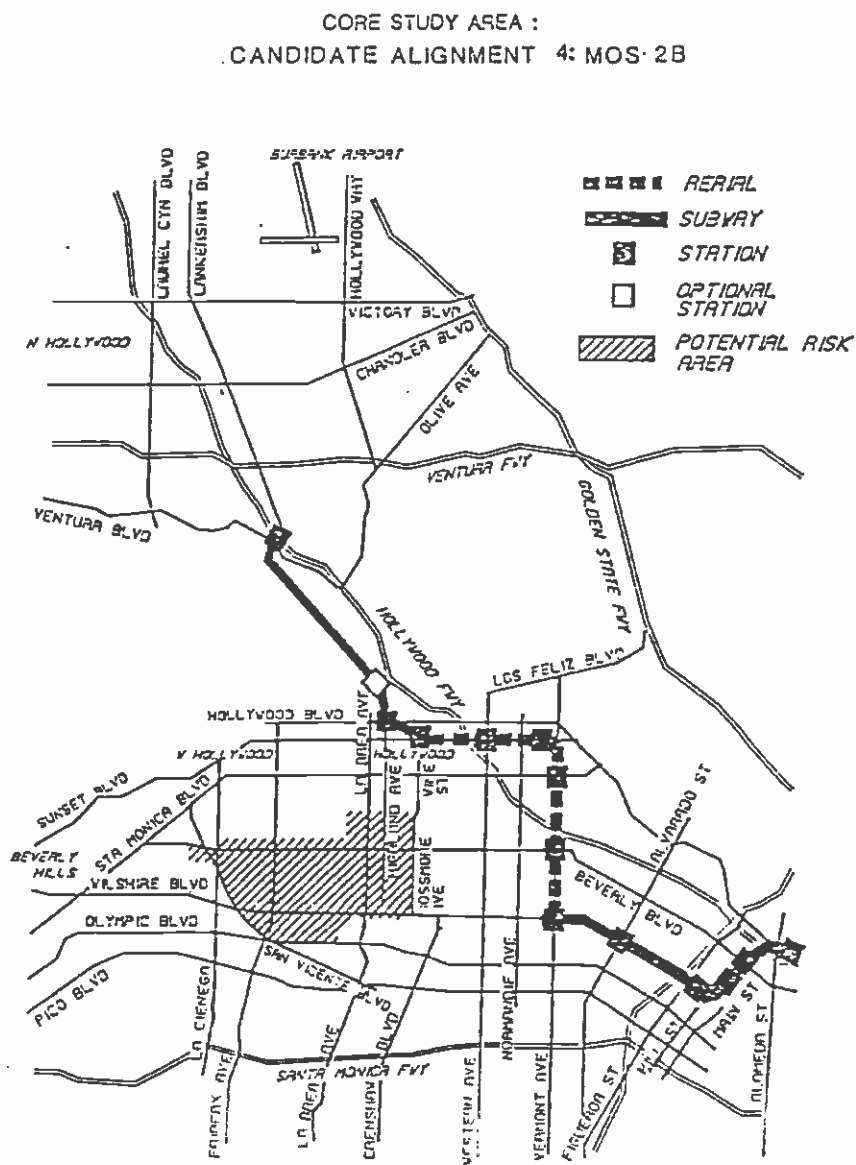 CORE STUDY AREA :
CANDIDATE ALIGNMENT 4: MOS-2B
BURBANK AIRPORT
LAUREL CYN BLVD
LANKERSHIM BLVD
HOLLYWOOD WAY
AERIAL
SUBWAY
STATION
OPTIONAL
STATION
POTENTIAL RISK
AREA
VICTORY BLVD
N HOLLYWOOD
CHANDLER BLVD
OLIVE AVE
VENTURA FWY
VENTURA BLVD
GOLDEN STATE FWY
HOLLYWOOD FWY
LOS FELIZ BLVD
HOLLYWOOD BLVD
LA BREA AVE
W HOLLYWOOD
HOLLYWOOD
HIGHLAND AVE
VINE
ST
SUNSET BLVD
STA MONICA BLVD
ALVARADO ST
BEVERLY
HILLS
ROSSMORE
AVE
WILSHIRE BLVD
BEVERLY BLVD
OLYMPIC BLVD
SAN VICENTE BLVD
PICO BLVD
LA CIENEGA
NORMANDIE AVE
HILL ST
MAIN ST
SANTA MONICA FWY
FAIRFAX AVE
LA BREA AVE
CRENSHAW BLVD
WESTERN AVE
VERMONT AVE
FIGUEROA ST
ALAMEDA ST